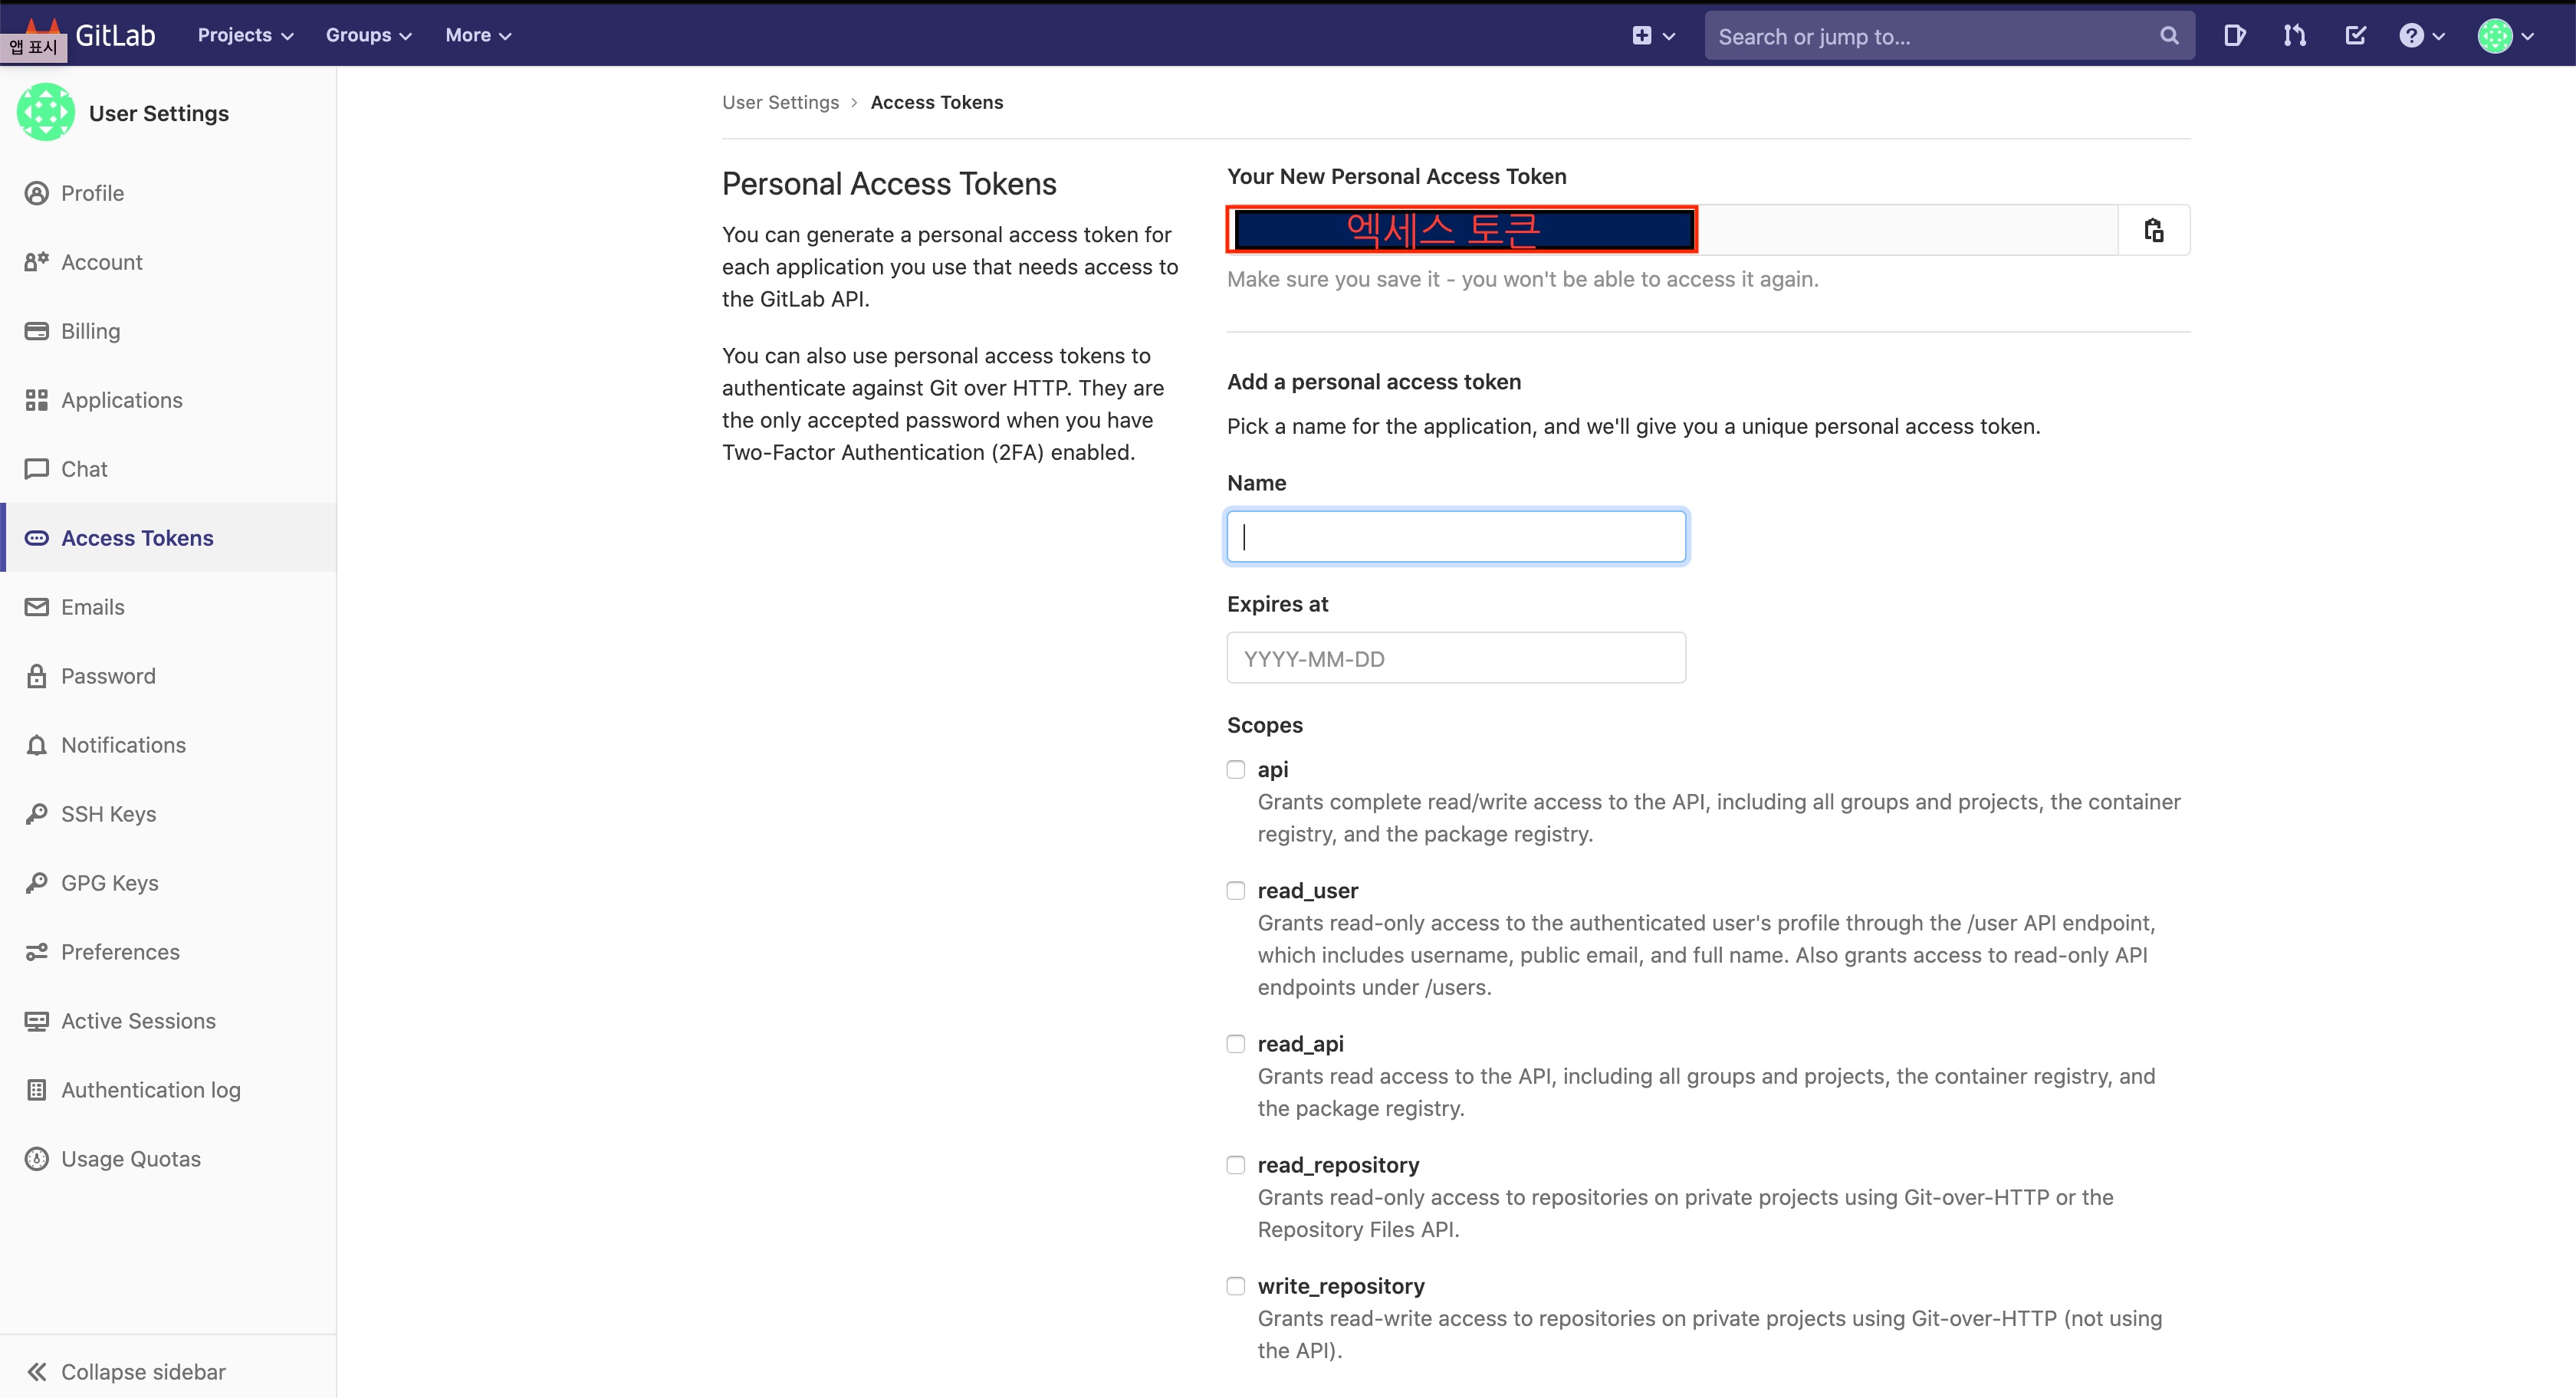 앱 표시
GitLab
Projects
Groups
More
Search or jump to...
User Settings
Profile
Account
Billing
Applications
Chat
Access Tokens
Emails
Password
Notifications
SSH Keys
GPG Keys
Preferences
Active Sessions
Authentication log
Usage Quotas
Collapse sidebar
User Settings › Access Tokens
Personal Access Tokens
You can generate a personal access token for
each application you use that needs access to
the GitLab API.
You can also use personal access tokens to
authenticate against Git over HTTP. They are
the only accepted password when you have
Two-Factor Authentication (2FA) enabled.
Your New Personal Access Token
엑세스 토큰
Make sure you save it - you won't be able to access it again.
Add a personal access token
Pick a name for the application, and we'll give you a unique personal access token.
Name
Expires at
YYYY-MM-DD
Scopes
api
Grants complete read/write access to the API, including all groups and projects, the container
registry, and the package registry.
read_user
Grants read-only access to the authenticated user's profile through the /user API endpoint,
which includes username, public email, and full name. Also grants access to read-only API
endpoints under /users.
read_api
Grants read access to the API, including all groups and projects, the container registry, and
the package registry.
read_repository
Grants read-only access to repositories on private projects using Git-over-HTTP or the
Repository Files API.
write_repository
Grants read-write access to repositories on private projects using Git-over-HTTP (not using
the API).